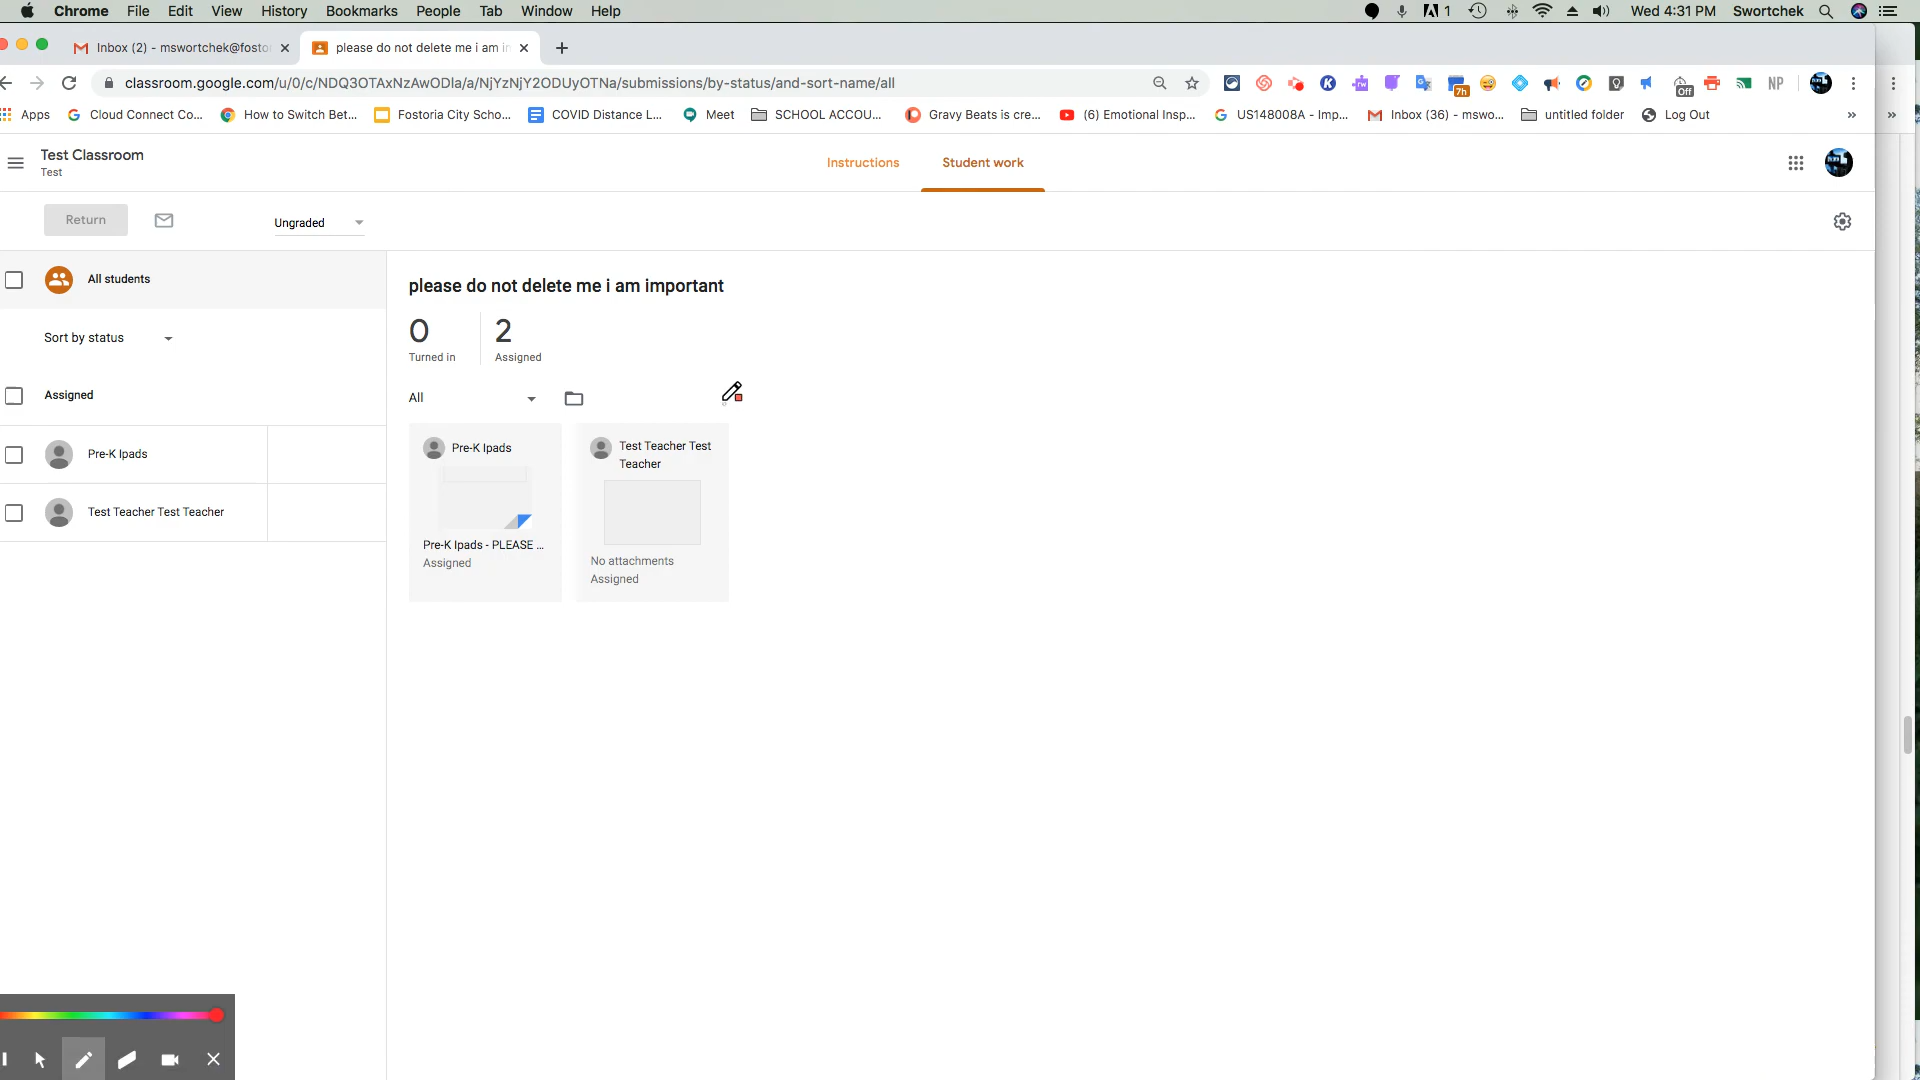 Chrome File Edit View History Bookmarks People Tab Window Help 1 Wed 4:31 PM Swortchek
Inbox (2) - mswortchek@fosto please do not delete me i am in
classroom.google.com/u/0/c/NDQ3OTAxNzAwODla/a/NjYzNjY2ODUyOTNa/submissions/by-status/and-sort-name/all 7h Off NP
Apps Cloud Connect Co... How to Switch Bet... Fostoria City Scho... COVID Distance L... Meet SCHOOL ACCOU... Gravy Beats is cre... (6) Emotional Insp... US148008A - Imp... Inbox (36) - mswo... untitled folder Log Out
Test Classroom
Test
Instructions Student work
Return Ungraded
All students
Sort by status
Assigned
Pre-K Ipads
Test Teacher Test Teacher
please do not delete me i am important
0 2
Turned in Assigned
All
Pre-K Ipads
Pre-K Ipads - PLEASE ...
Assigned
Test Teacher Test
Teacher
No attachments
Assigned